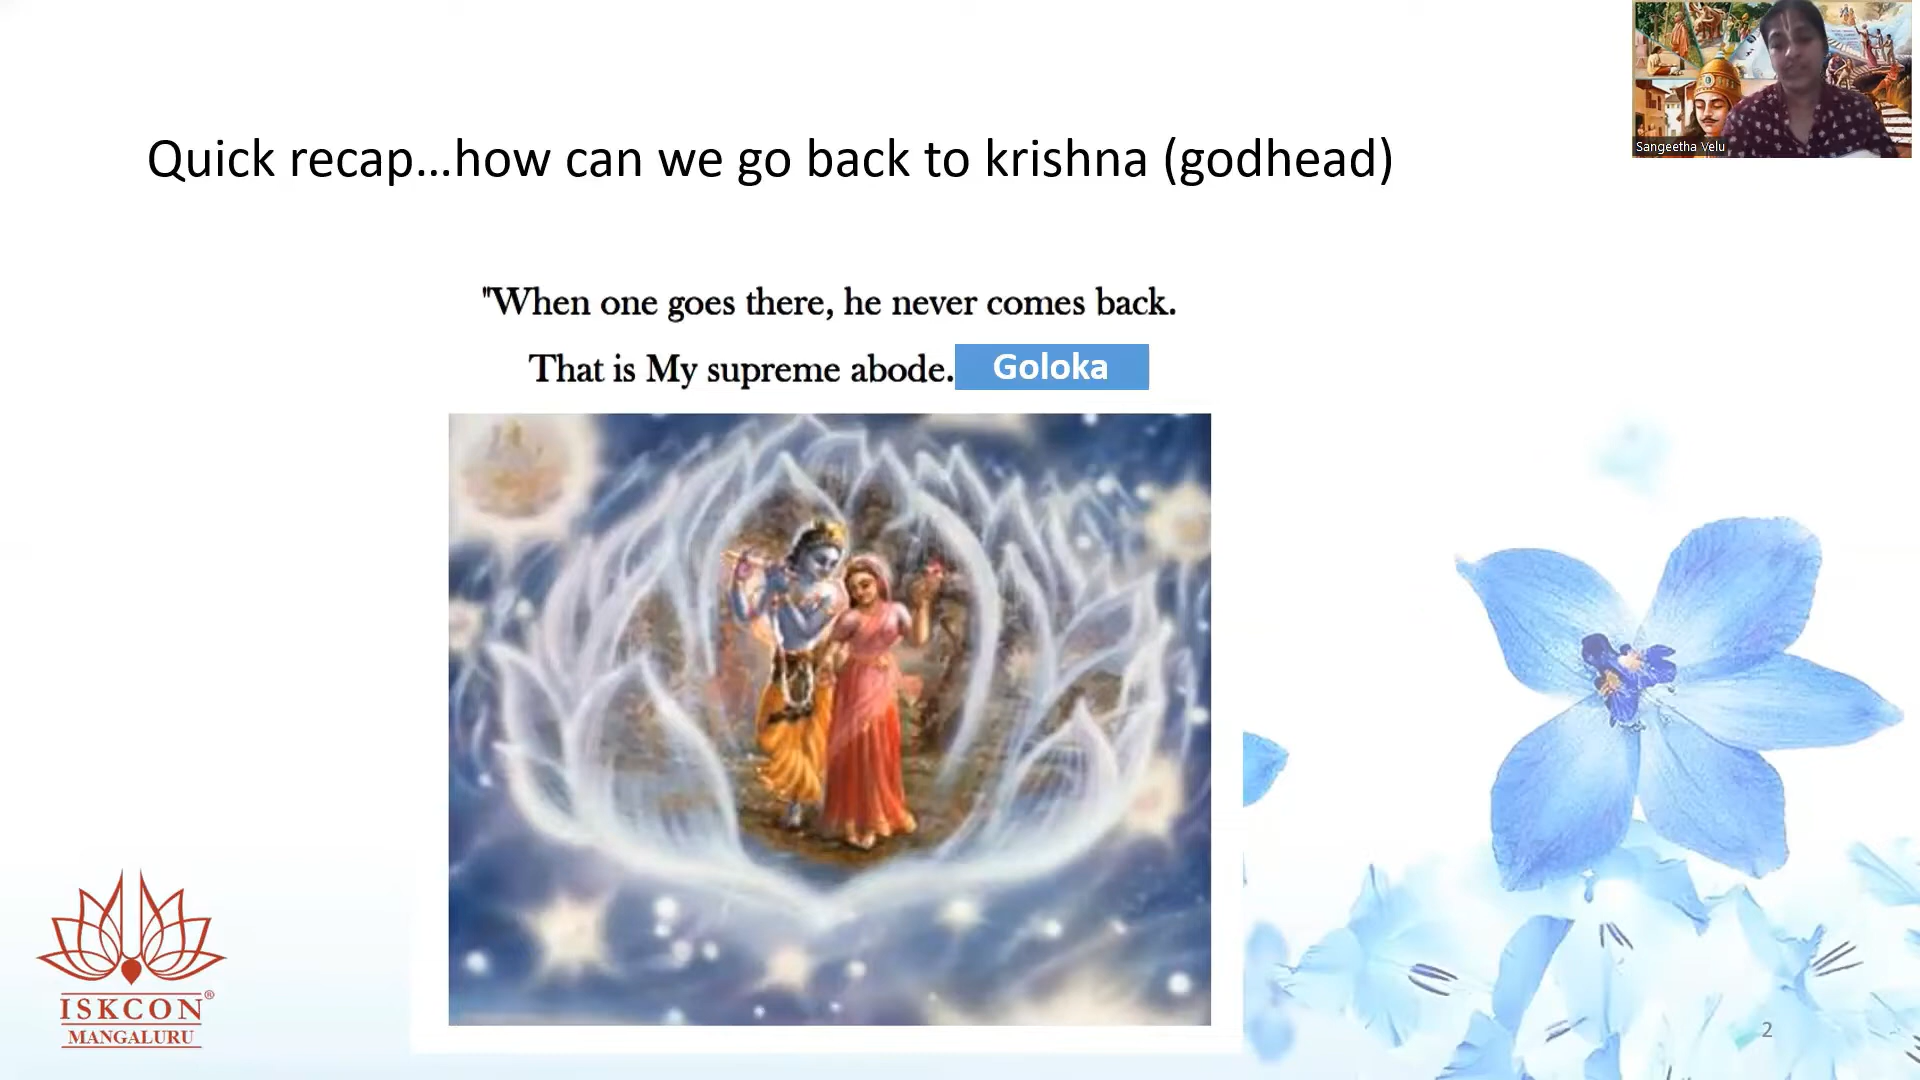 Sangeetha Velu
Quick recap...how can we go back to krishna (godhead)
"When one goes there, he never comes back.
That is My supreme abode. Goloka
ISKCON®
MANGALURU
2